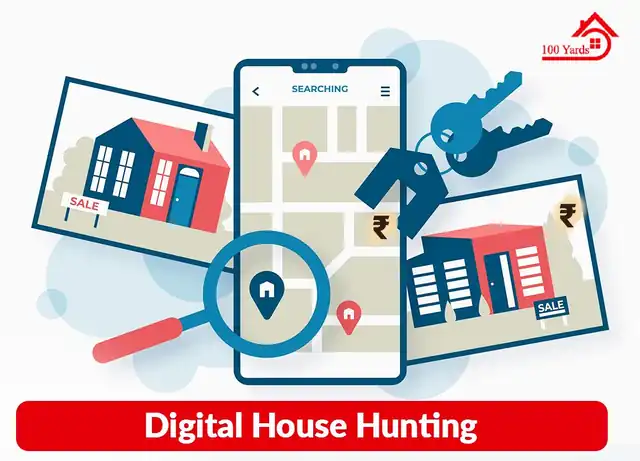 100 Yards
SEARCHING
SALE
₹
₹
SALE
Digital House Hunting